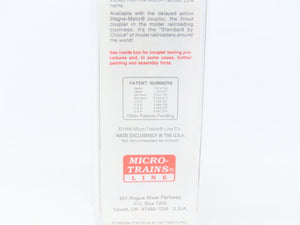 name
Available with the delayed action
Magne-Matic® coupler, the finest
coupler in the model railroading
business. It's the "Standard by
Choice" of model railroaders around
the world!
See inside box for coupler testing pro-
cedures and, in some cases, further
painting and assembly hints.
PATENT NUMBERS
Other Patents Pending
Micro-Trains® Line Co.
MADE EXCLUSIVELY IN THE U.S.A.
Not recommended for
MICRO-
TRAINS®
LINE
351 Rogue River Parkway
P.O. Box 1200
Talent, OR 97540-1200 U.S.A.